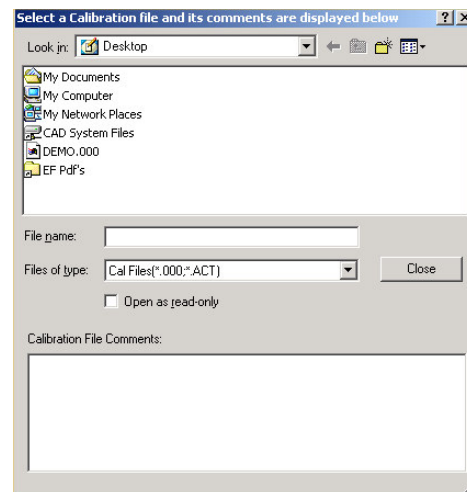 Select a Calibration file and its comments are displayed below
Look in: Desktop
My Documents
My Computer
My Network Places
CAD System Files
DEMO.000
EF Pdf's
File name:
Files of type: Cal Files(*.000;*.ACT) Close
Open as read-only
Calibration File Comments: